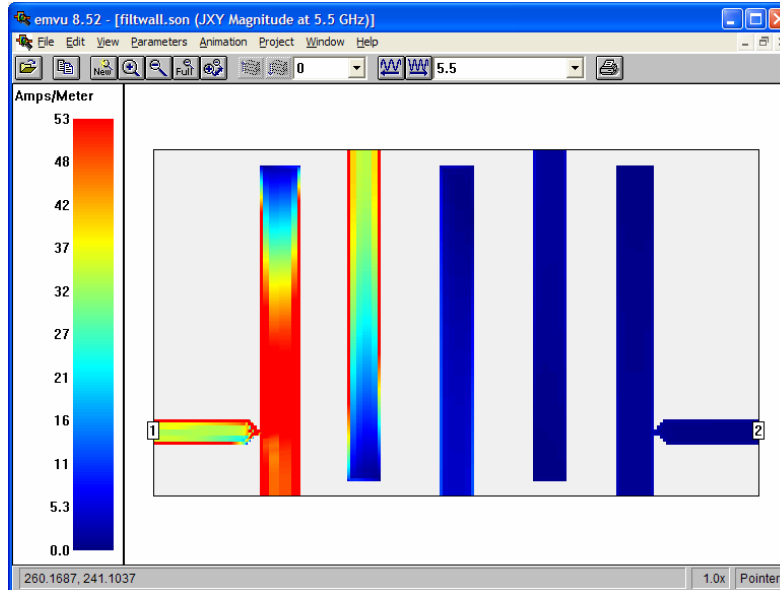 emvu 8.52 - [filtwall.son (JXY Magnitude at 5.5 GHz)]
File Edit View Parameters Animation Project Window Help
New Full 0 5.5
Amps/Meter
53
48
42
37
32
27
21
16
11
5.3
0.0
1
2
260.1687, 241.1037 1.0x Pointer